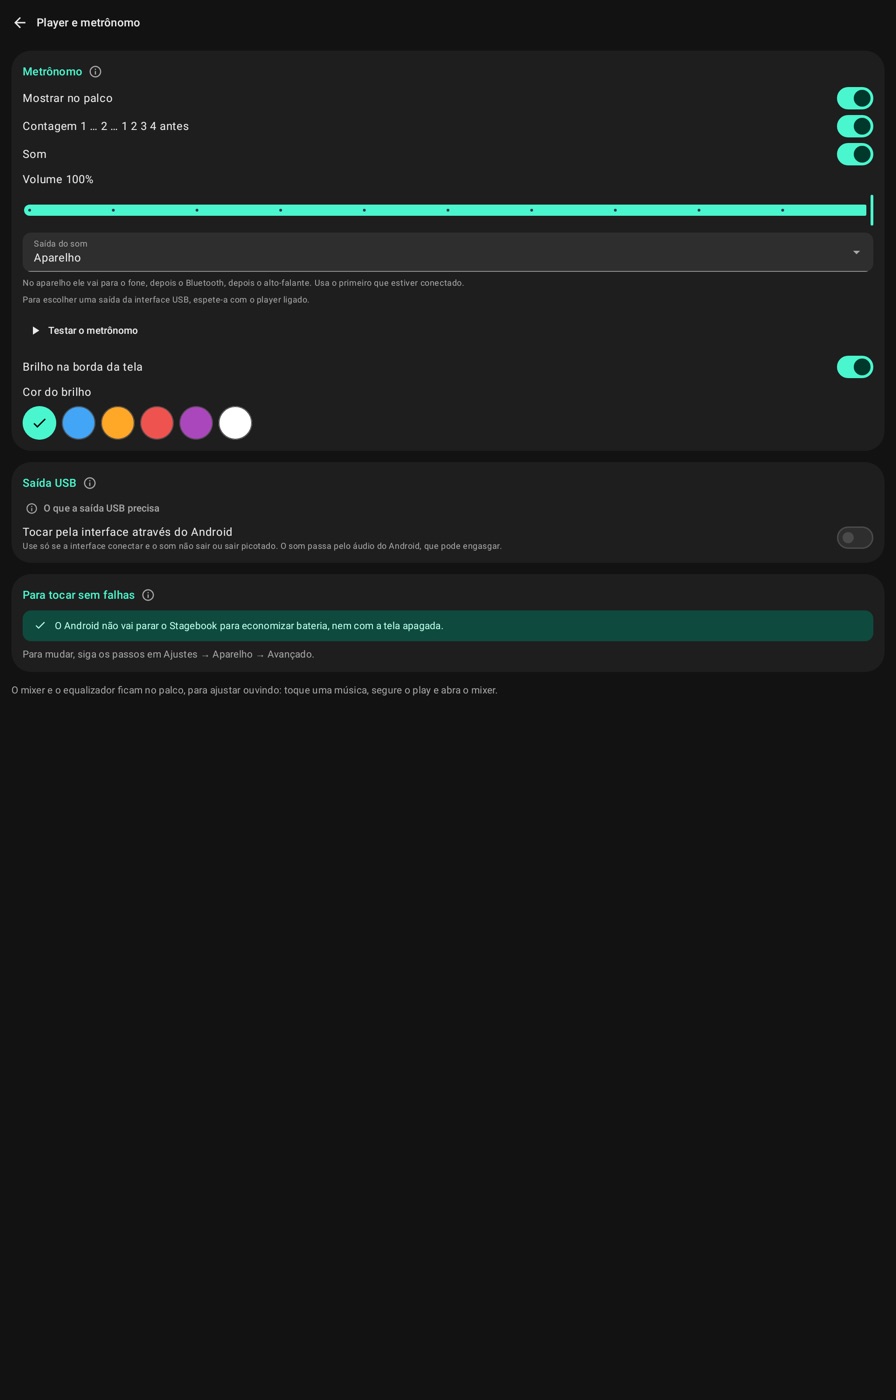 Player e metrônomo
Metrônomo
Mostrar no palco
Contagem 1 … 2 … 1 2 3 4 antes
Som
Volume 100%
Saída do som
Aparelho
No aparelho ele vai para o fone, depois o Bluetooth, depois o alto-falante. Usa o primeiro que estiver conectado.
Para escolher uma saída da interface USB, espete-a com o player ligado.
Testar o metrônomo
Brilho na borda da tela
Cor do brilho
Saída USB
O que a saída USB precisa
Tocar pela interface através do Android
Use só se a interface conectar e o som não sair ou sair picotado. O som passa pelo áudio do Android, que pode engasgar.
Para tocar sem falhas
O Android não vai parar o Stagebook para economizar bateria, nem com a tela apagada.
Para mudar, siga os passos em Ajustes → Aparelho → Avançado.
O mixer e o equalizador ficam no palco, para ajustar ouvindo: toque uma música, segure o play e abra o mixer.